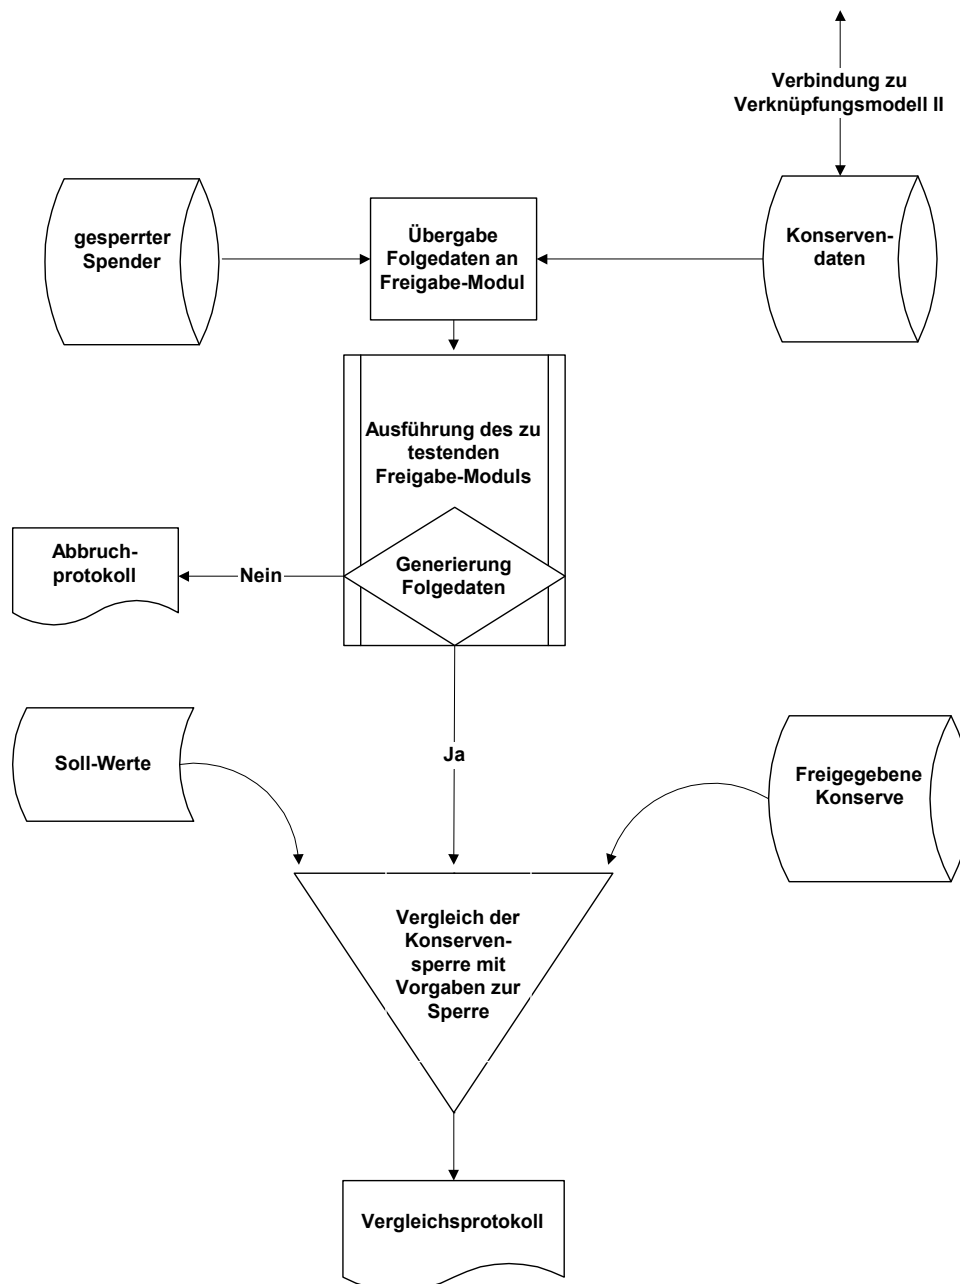 Verbindung zu
Verknüpfungsmodell II
gesperrter
Spender
Übergabe
Folgedaten an
Freigabe-Modul
Konserven-
daten
Ausführung des zu
testenden
Freigabe-Moduls
Abbruch-
protokoll
Nein
Generierung
Folgedaten
Ja
Soll-Werte
Freigegebene
Konserve
Vergleich der
Konserven-
sperre mit
Vorgaben zur
Sperre
Vergleichsprotokoll